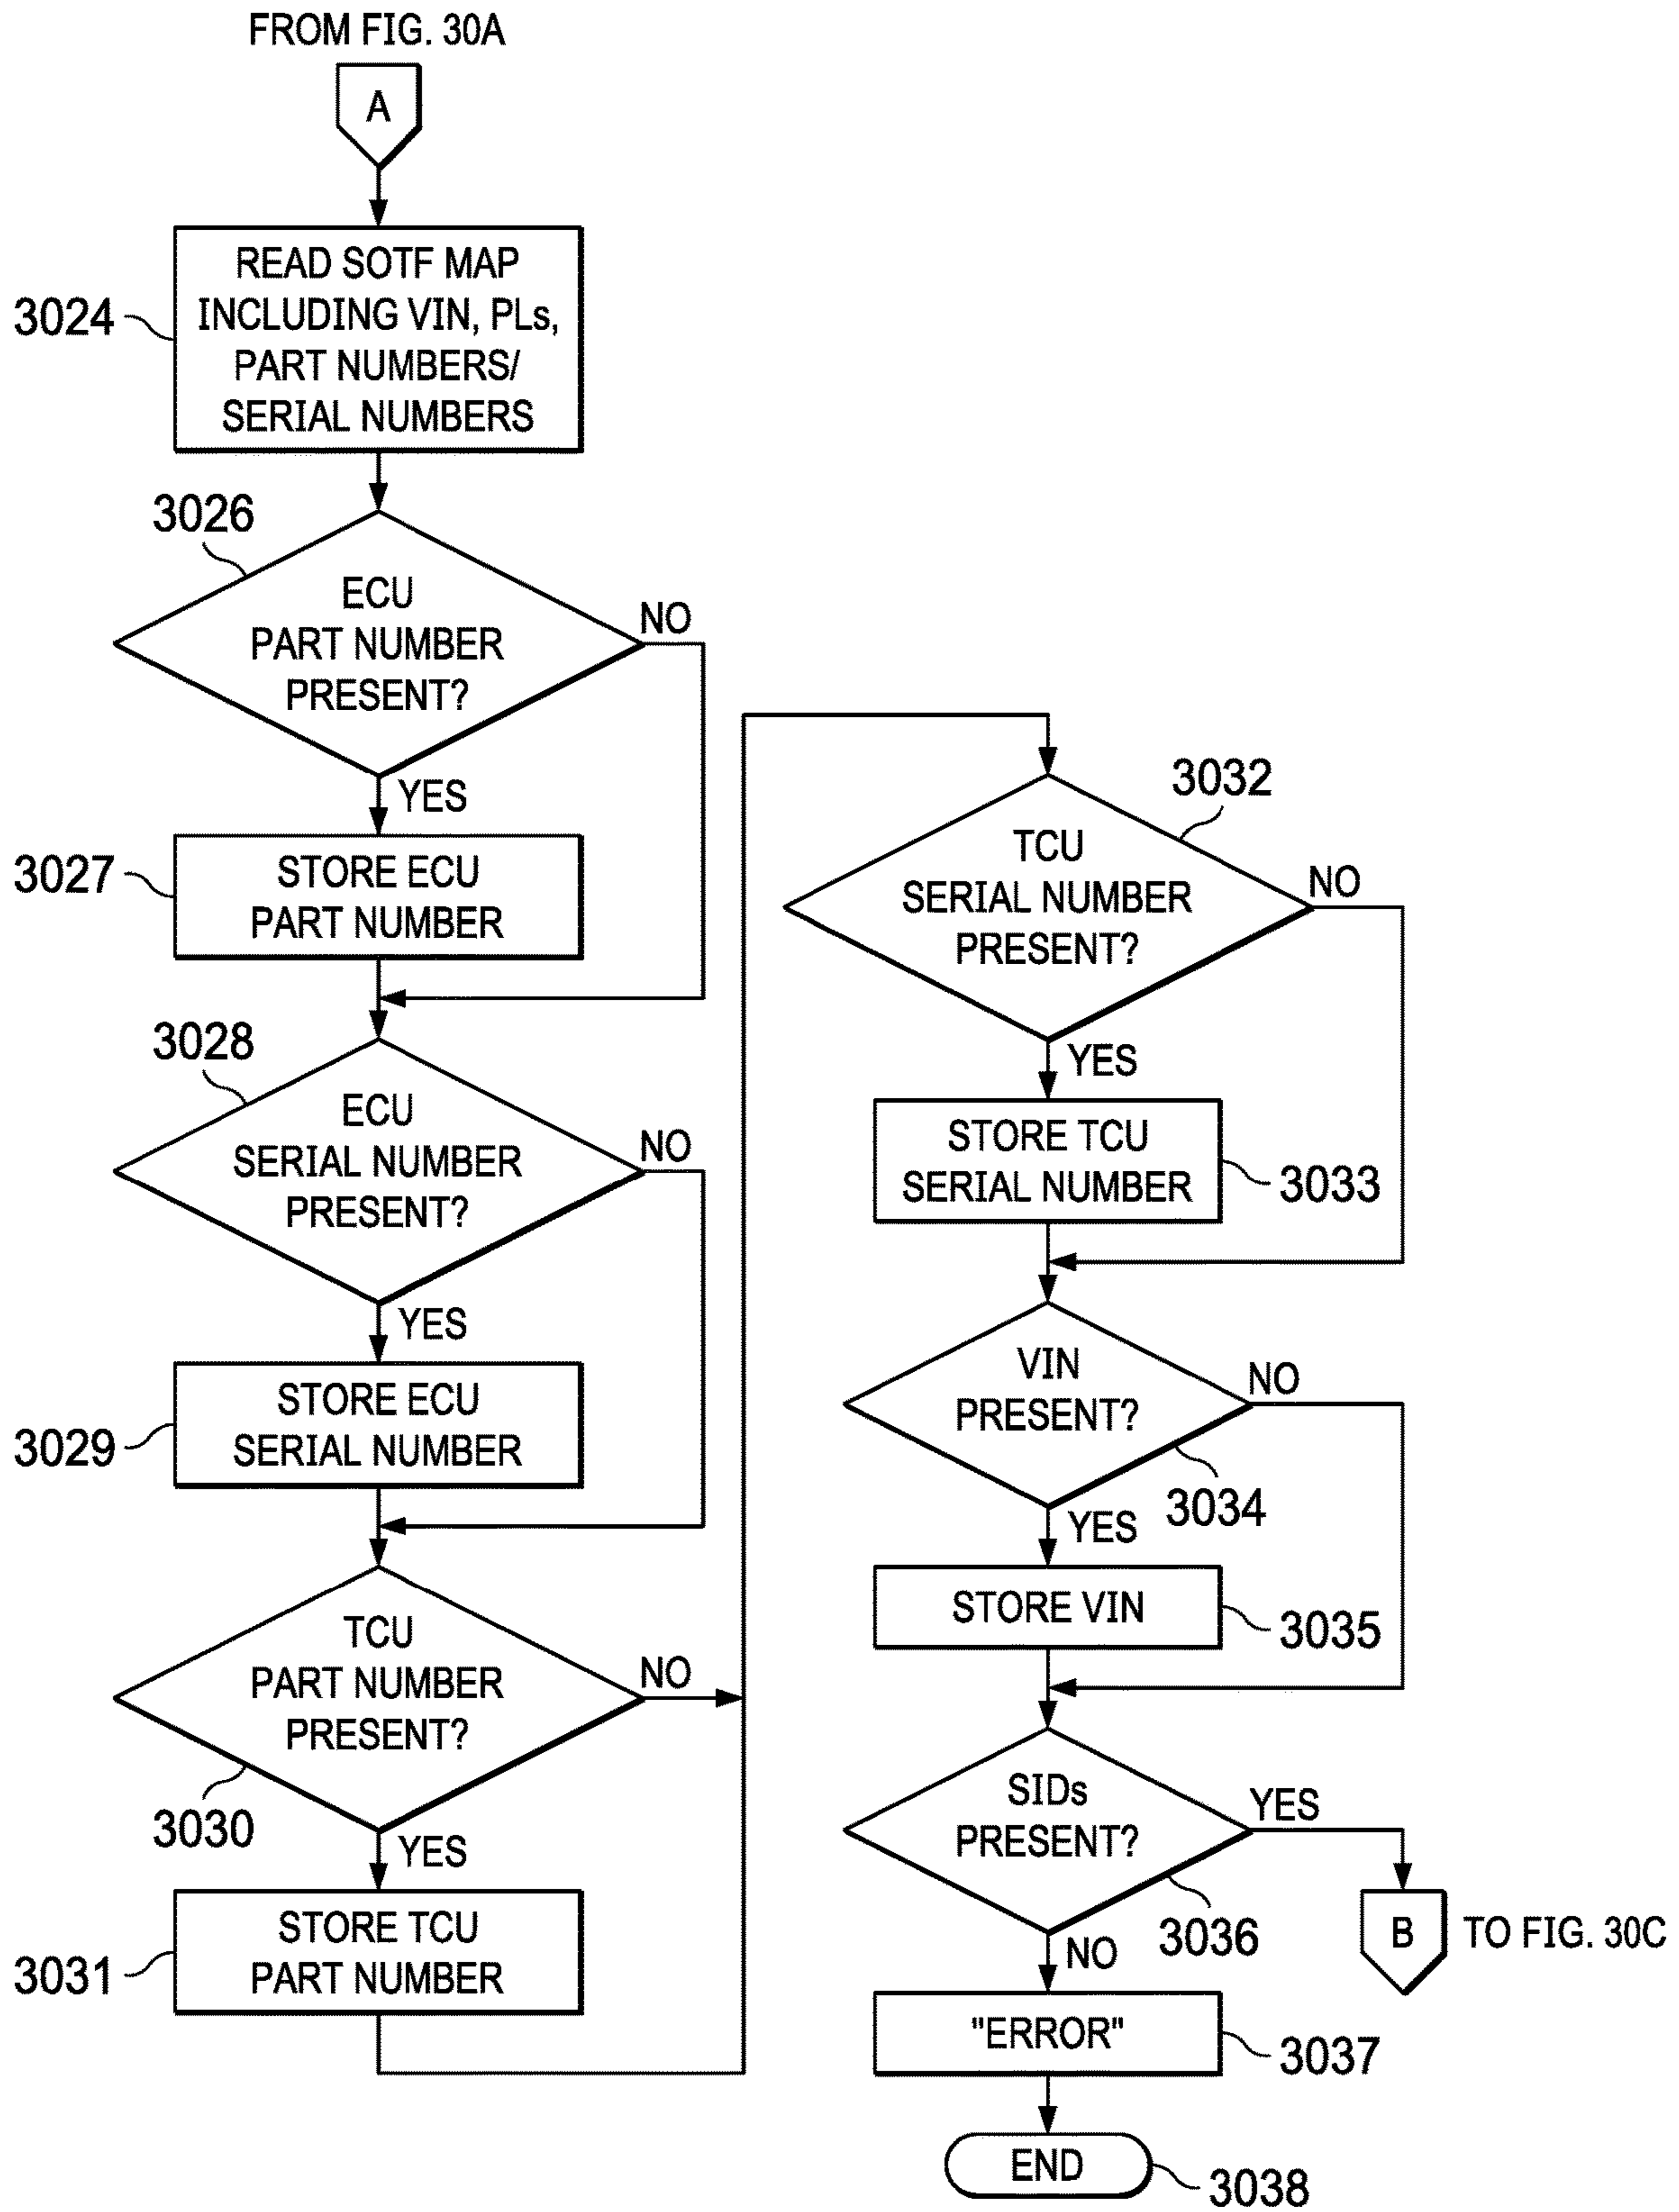 FROM FIG. 30A
A
3024
READ SOTF MAP
INCLUDING VIN, PLs,
PART NUMBERS/
SERIAL NUMBERS
3026
ECU
PART NUMBER
PRESENT?
NO
YES
3027
STORE ECU
PART NUMBER
3028
ECU
SERIAL NUMBER
PRESENT?
NO
YES
3029
STORE ECU
SERIAL NUMBER
TCU
PART NUMBER
PRESENT?
NO
3030
YES
3031
STORE TCU
PART NUMBER
3032
TCU
SERIAL NUMBER
PRESENT?
NO
YES
STORE TCU
SERIAL NUMBER
3033
VIN
PRESENT?
NO
3034
YES
STORE VIN
3035
SIDs
PRESENT?
YES
3036
B
TO FIG. 30C
NO
"ERROR"
3037
END
3038